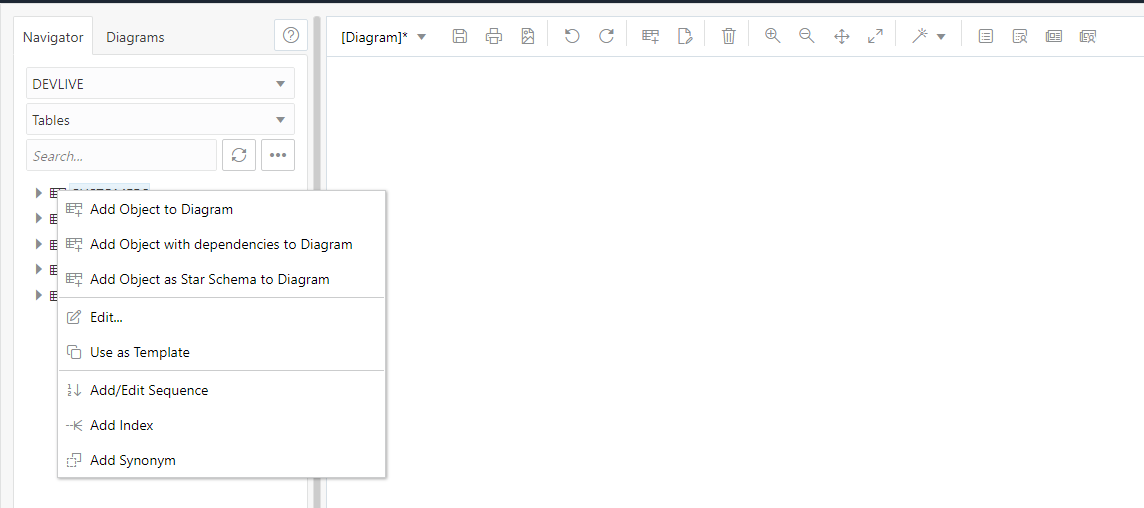 Navigator
Diagrams
[Diagram]*
DEVLIVE
Tables
Search...
Add Object to Diagram
Add Object with dependencies to Diagram
Add Object as Star Schema to Diagram
Edit...
Use as Template
Add/Edit Sequence
Add Index
Add Synonym